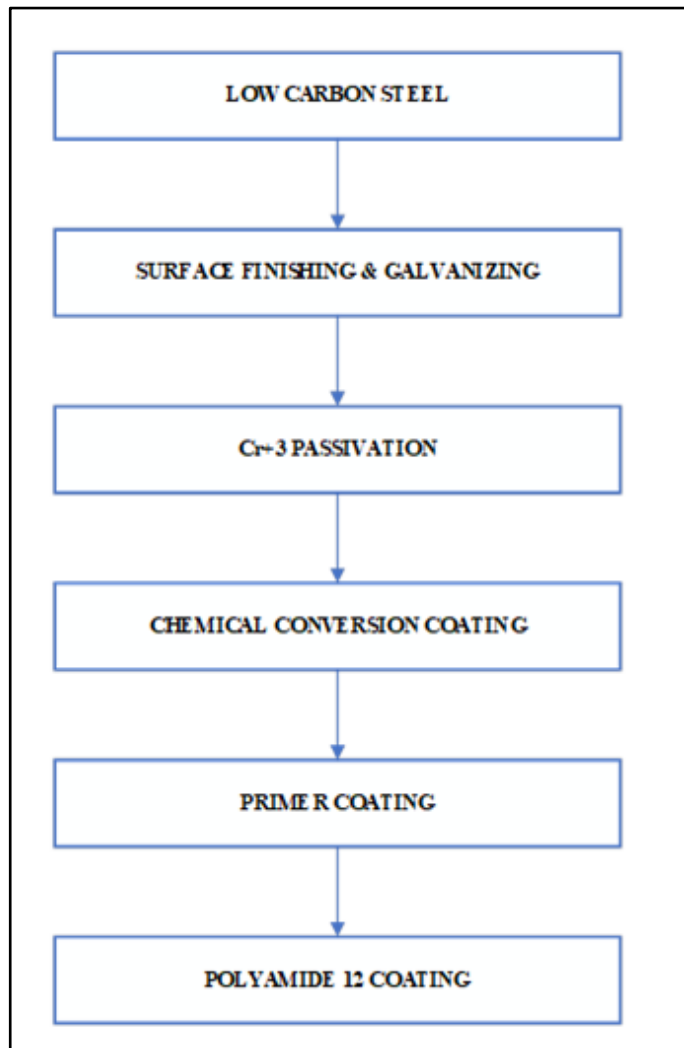 LOW CARBON STEEL
SURFACE FINISHING & GALVANIZING
Cr+3 PASSIVATION
CHEMICAL CONVERSION COATING
PRIMER COATING
POLYAMIDE 12 COATING